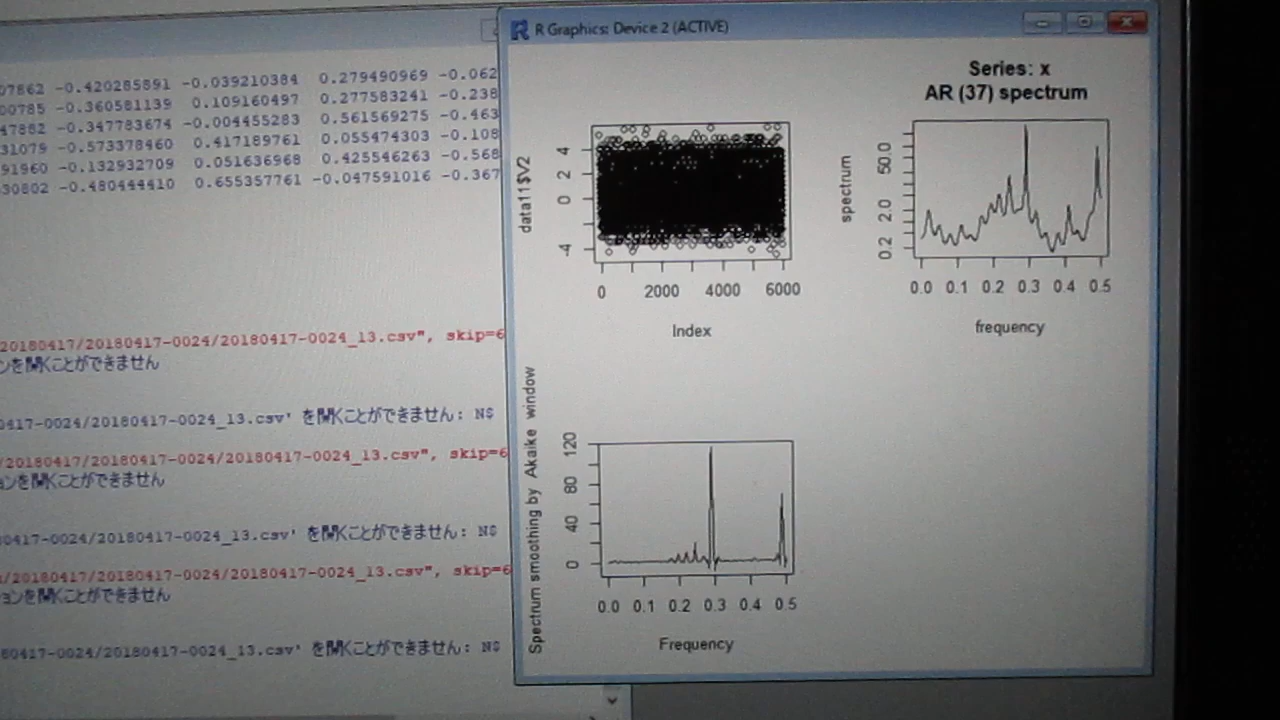 R Graphics: Device 2 (ACTIVE)
07862 -0.420285891 -0.039210384 0.279490969 -0.062
00785 -0.360581139 0.109160497 0.277583241 -0.238
47882 -0.347783674 -0.004455283 0.561569275 -0.463
31079 -0.573378460 0.417189761 0.055474303 -0.108
91960 -0.132932709 0.051636968 0.425546263 -0.568
30802 -0.480444410 0.655357761 -0.047591016 -0.367
20180417/20180417-0024/20180417-0024_13.csv", skip=6
ンを開くことができません
0417-0024/20180417-0024_13.csv' を開くことができません: N$
/20180417/20180417-0024/20180417-0024_13.csv", skip=6
ョンを開くことができません
0417-0024/20180417-0024_13.csv' を開くことができません: N$
/20180417/20180417-0024/20180417-0024_13.csv", skip=6
ョンを開くことができません
80417-0024/20180417-0024_13.csv' を開くことができません: N$
data11$V2
4
2
0
-4
0 2000 4000 6000
Index
Series: x
AR (37) spectrum
spectrum
50.0
2.0
0.2
0.0 0.1 0.2 0.3 0.4 0.5
frequency
Spectrum smoothing by Akaike window
120
80
40
0
0.0 0.1 0.2 0.3 0.4 0.5
Frequency